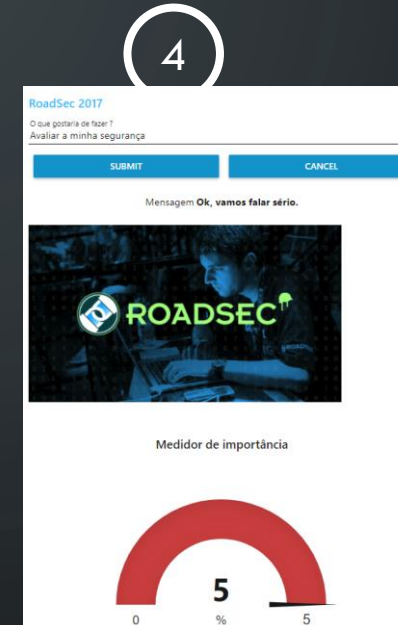 4
RoadSec 2017
O que gostaria de fazer ?
Avaliar a minha segurança
SUBMIT
CANCEL
Mensagem Ok, vamos falar sério.
ROADSEC
Medidor de importância
5
0
%
5